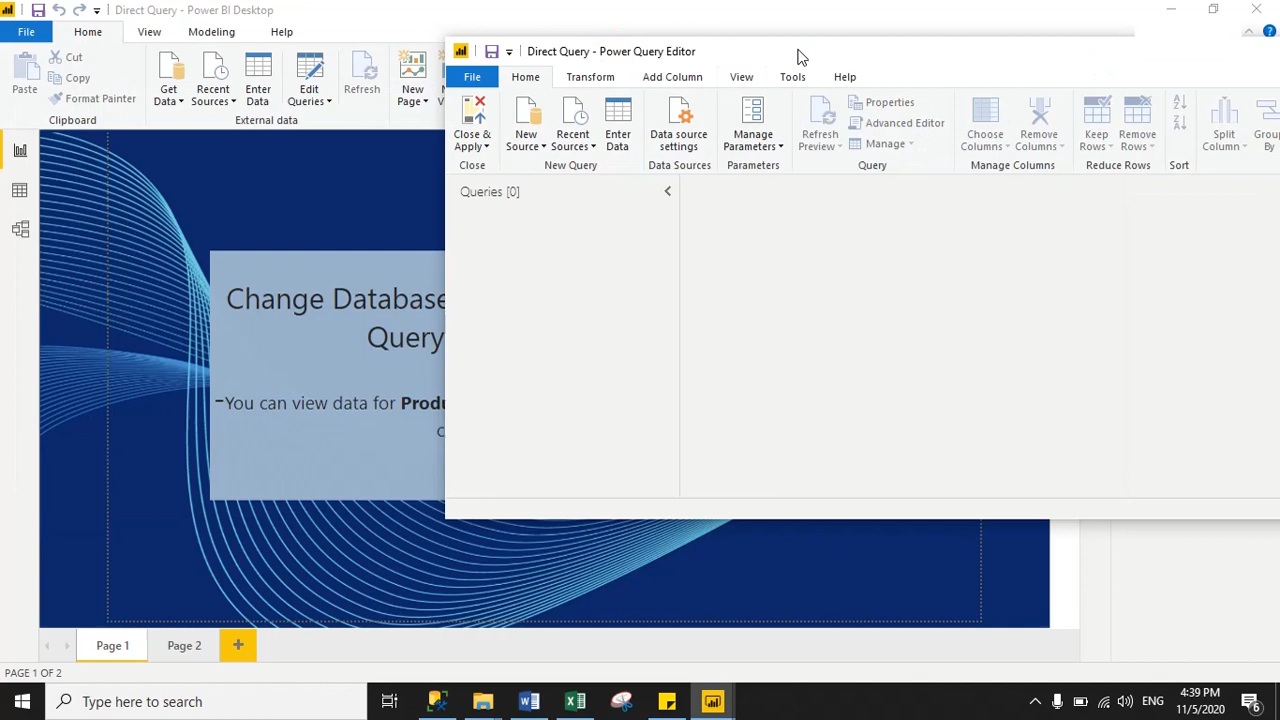 Direct Query - Power BI Desktop
File Home View Modeling Help
Paste
Cut
Copy
Format Painter
Clipboard
Get Data
Recent Sources
Enter Data
Edit Queries
Refresh
External data
New Page
Direct Query - Power Query Editor
File Home Transform Add Column View Tools Help
Close & Apply
Close
New Source
Recent Sources
Enter Data
New Query
Data source settings
Data Sources
Manage Parameters
Parameters
Refresh Preview
Properties
Advanced Editor
Manage
Query
Choose Columns
Remove Columns
Manage Columns
Keep Rows
Remove Rows
Reduce Rows
Sort
Split Column
By
Queries [0]
Change Database
Query
-You can view data for
Page 1 Page 2
PAGE 1 OF 2
Type here to search
ENG
4:39 PM
11/5/2020
6